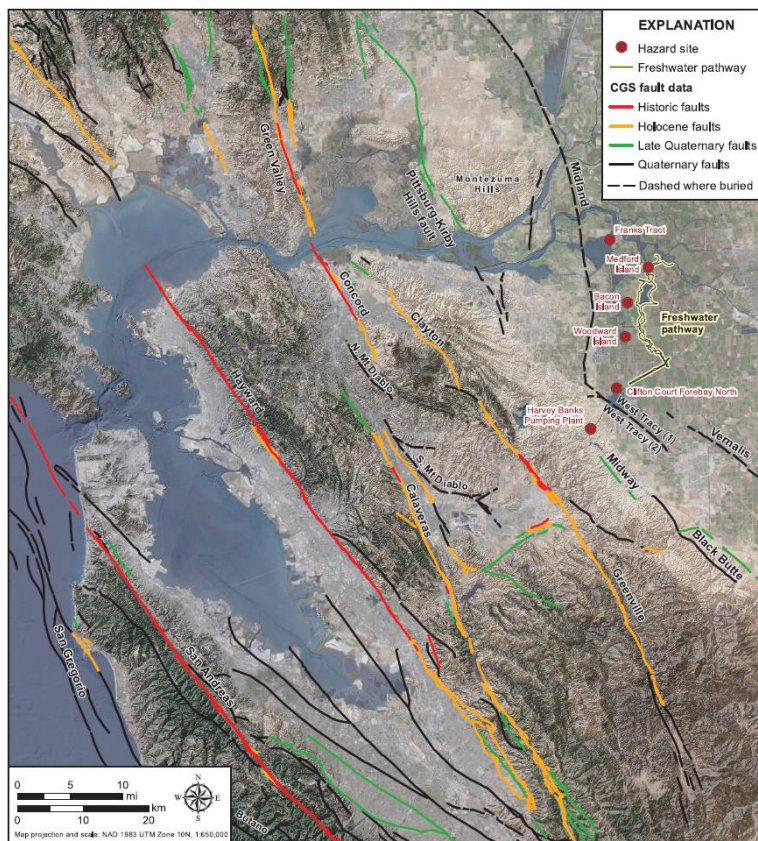 EXPLANATION
Hazard site
Freshwater pathway
CGS fault data
Historic faults
Holocene faults
Late Quaternary faults
Quaternary faults
Dashed where buried
Green Valley
Pittsburg-Kirby
Hills fault
Montezuma
Hills
Midland
Franks Tract
Medford
Island
Bacon
Island
Freshwater
pathway
Woodward
Island
Concord
Clayton
N. Mt Diablo
Clifton Court Forebay North
Harvey Banks
Pumping Plant
West Tracy (1)
West Tracy (2)
Vernalis
Hayward
S. Mt Diablo
Midway
Calaveras
Black Butte
Greenville
San Gregorio
San Andreas
Butano
0 5 10
mi
0 10 20
km
N
W E
S
Map projection and scale: NAD 1983 UTM Zone 10N, 1:650,000